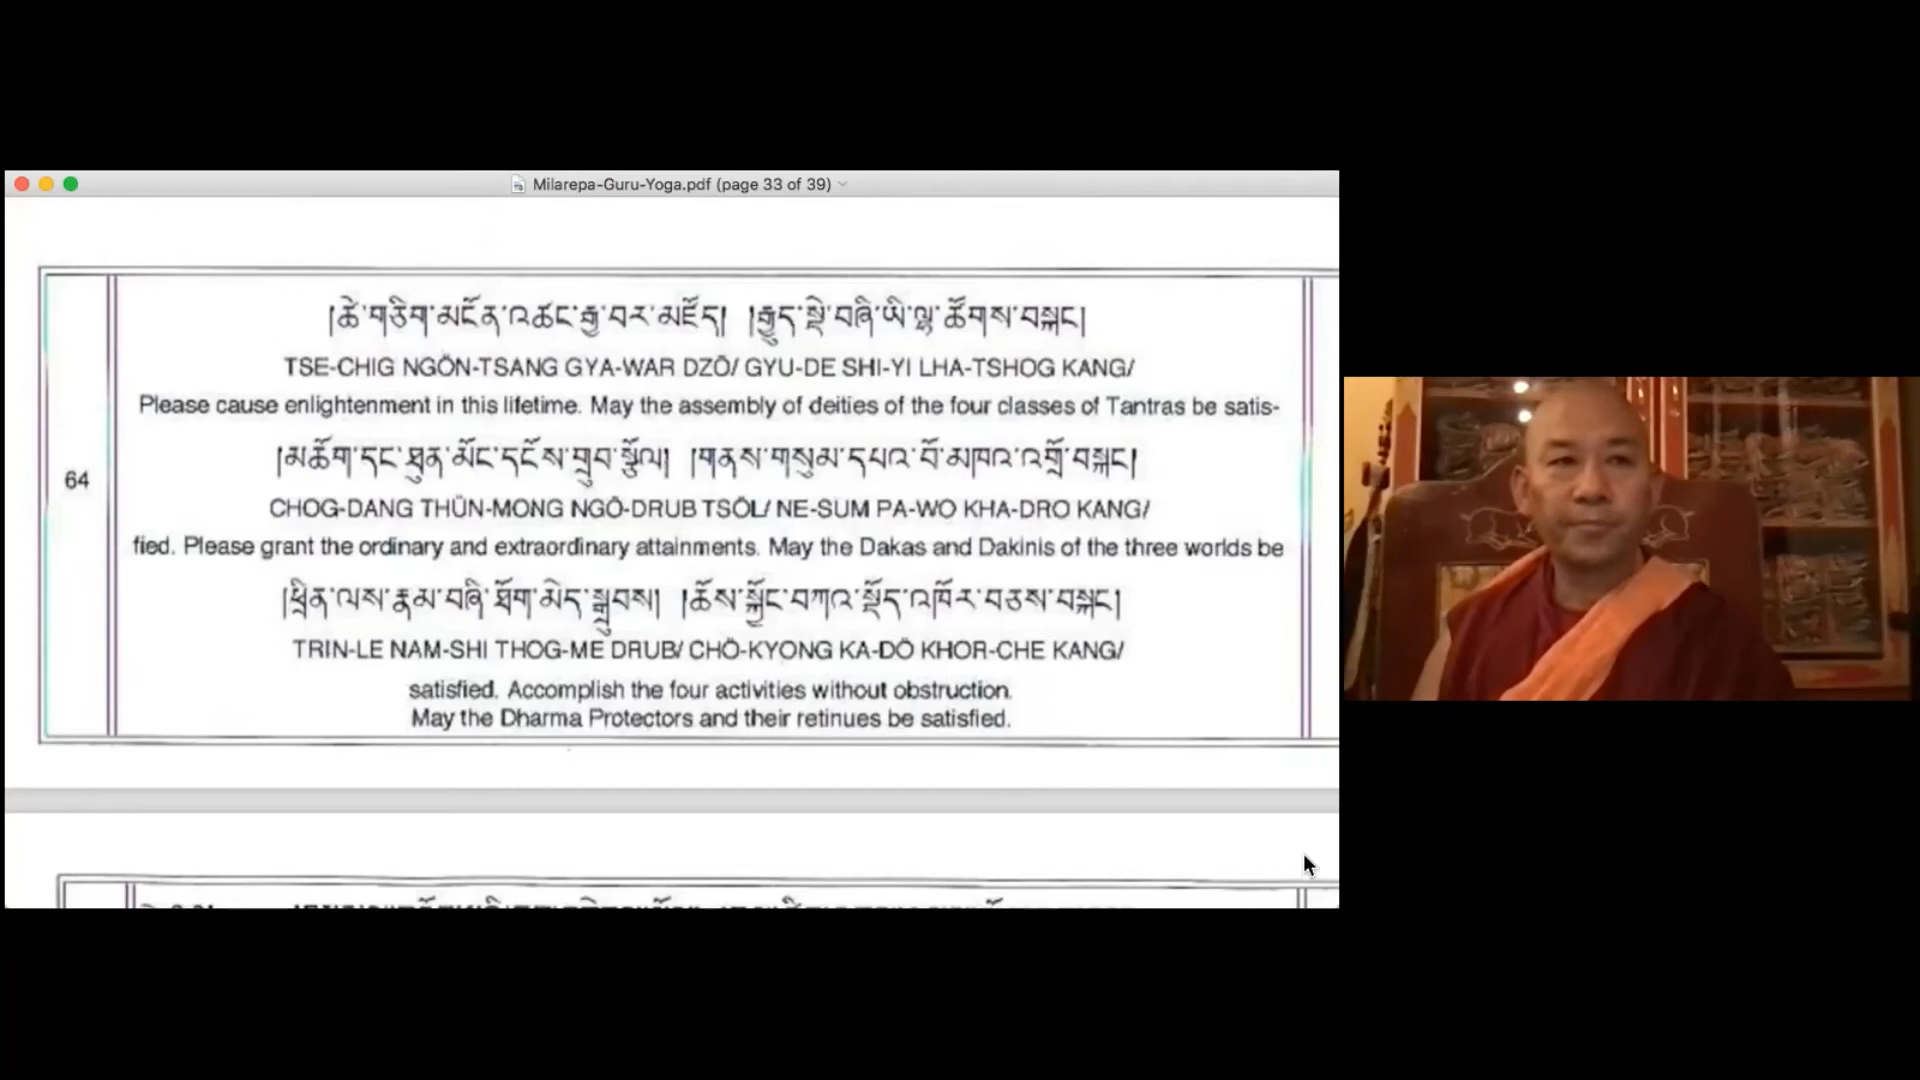 Milarepa-Guru-Yoga.pdf (page 33 of 39)
།ཚེ་གཅིག་མངོན་འཚང་རྒྱ་བར་མཛོད། །རྒྱུད་སྡེ་བཞི་ཡི་ལྷ་ཚོགས་བསྐང།
TSE-CHIG NGÖN-TSANG GYA-WAR DZÖ/ GYU-DE SHI-YI LHA-TSHOG KANG/
Please cause enlightenment in this lifetime. May the assembly of deities of the four classes of Tantras be satis-
།མཆོག་དང་ཐུན་མོང་དངོས་གྲུབ་སྩོལ། །གནས་གསུམ་དཔའ་བོ་མཁའ་འགྲོ་བསྐང།
64
CHOG-DANG THÜN-MONG NGÖ-DRUB TSÖL/ NE-SUM PA-WO KHA-DRO KANG/
fied. Please grant the ordinary and extraordinary attainments. May the Dakas and Dakinis of the three worlds be
།ཕྲིན་ལས་རྣམ་བཞི་ཐོག་མེད་སྒྲུབས། །ཆོས་སྐྱོང་བཀའ་སྡོད་འཁོར་བཅས་བསྐང།
TRIN-LE NAM-SHI THOG-ME DRUB/ CHÖ-KYONG KA-DÖ KHOR-CHE KANG/
satisfied. Accomplish the four activities without obstruction.
May the Dharma Protectors and their retinues be satisfied.